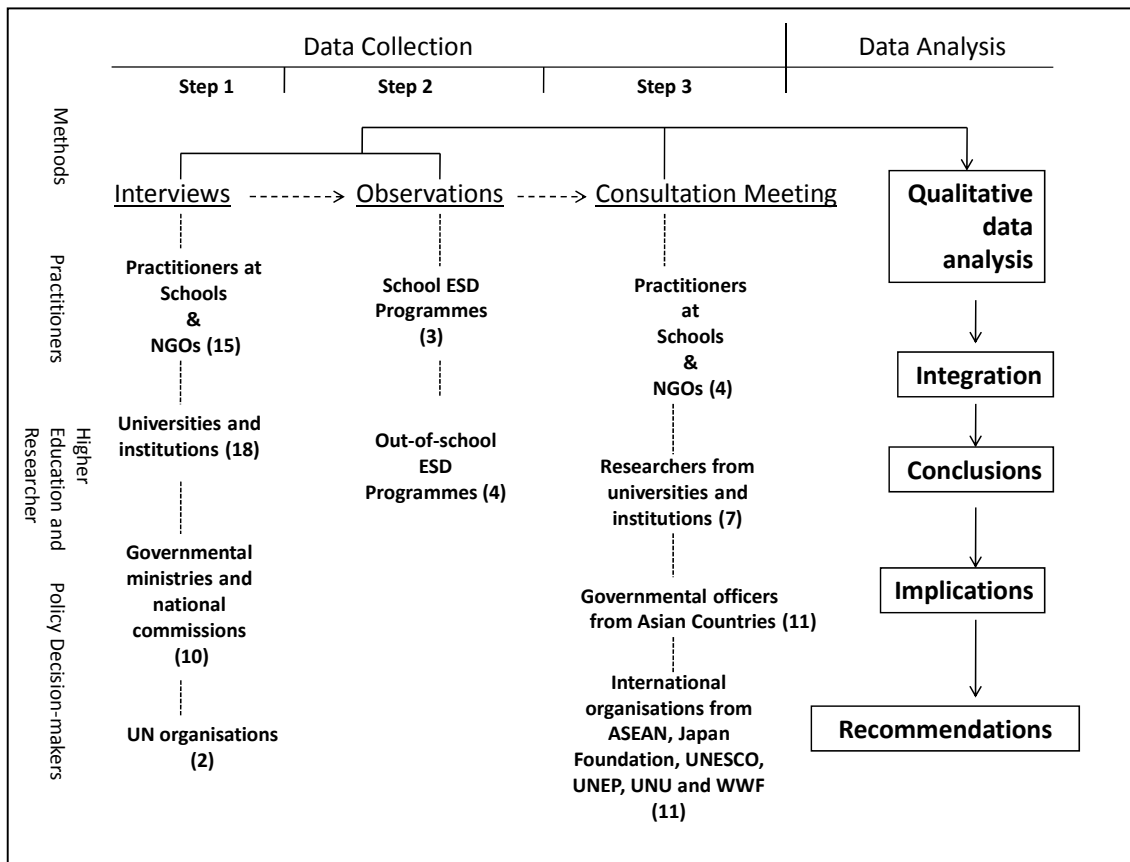 Data Collection
Data Analysis
Step 1
Step 2
Step 3
Methods
Interviews
Observations
Consultation Meeting
Qualitative
data
analysis
Practitioners
Practitioners at
Schools
&
NGOs (15)
School ESD
Programmes
(3)
Practitioners
at
Schools
&
NGOs (4)
Integration
Higher
Education and
Researcher
Universities and
institutions (18)
Out-of-school
ESD
Programmes (4)
Researchers from
universities and
institutions (7)
Conclusions
Policy Decision-makers
Governmental
ministries and
national
commissions
(10)
Governmental officers
from Asian Countries (11)
Implications
UN organisations
(2)
International
organisations from
ASEAN, Japan
Foundation, UNESCO,
UNEP, UNU and WWF
(11)
Recommendations